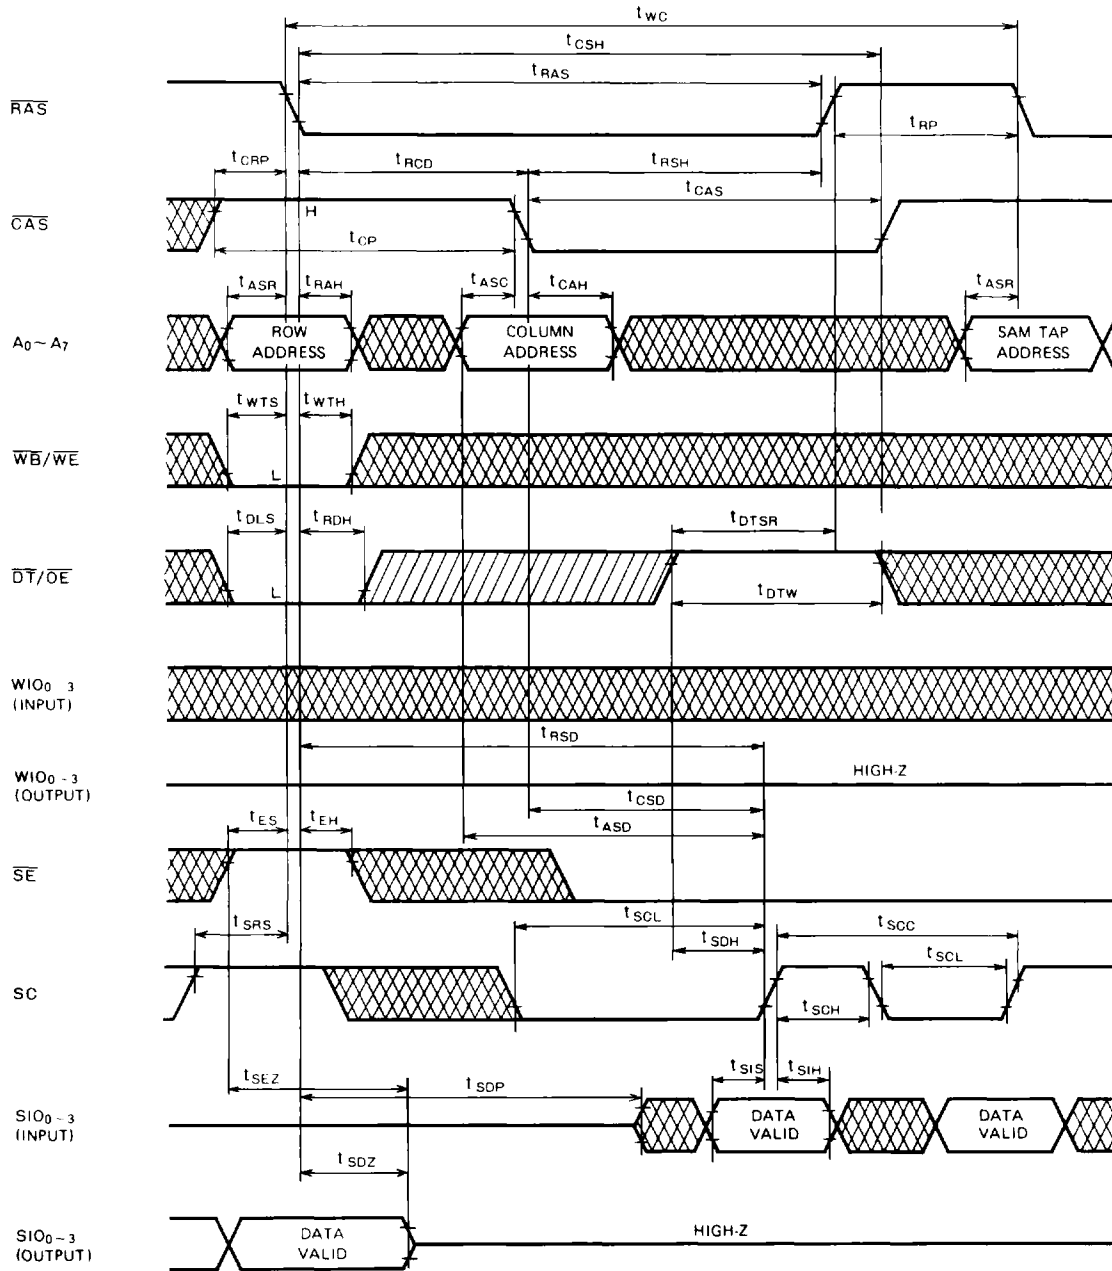 tWC
tCSH
tRAS
RAS
tRP
tCRP
tRCD
tRSH
tCAS
CAS
H
tCP
tASR
tRAH
tASC
tCAH
tASR
A0~A7
ROW ADDRESS
COLUMN ADDRESS
SAM TAP ADDRESS
tWTS
tWTH
WB/WE
L
tDLS
tRDH
tDTSR
DT/OE
L
tDTW
WIO0-3
(INPUT)
tRSD
WIO0~3
(OUTPUT)
HIGH-Z
tCSD
tES
tEH
tASD
SE
tSRS
tSCL
tSCC
tSDH
tSCL
SC
tSCH
tSEZ
tSDP
tSIS
tSIH
SIO0~3
(INPUT)
DATA VALID
DATA VALID
tSDZ
SIO0~3
(OUTPUT)
DATA VALID
HIGH-Z